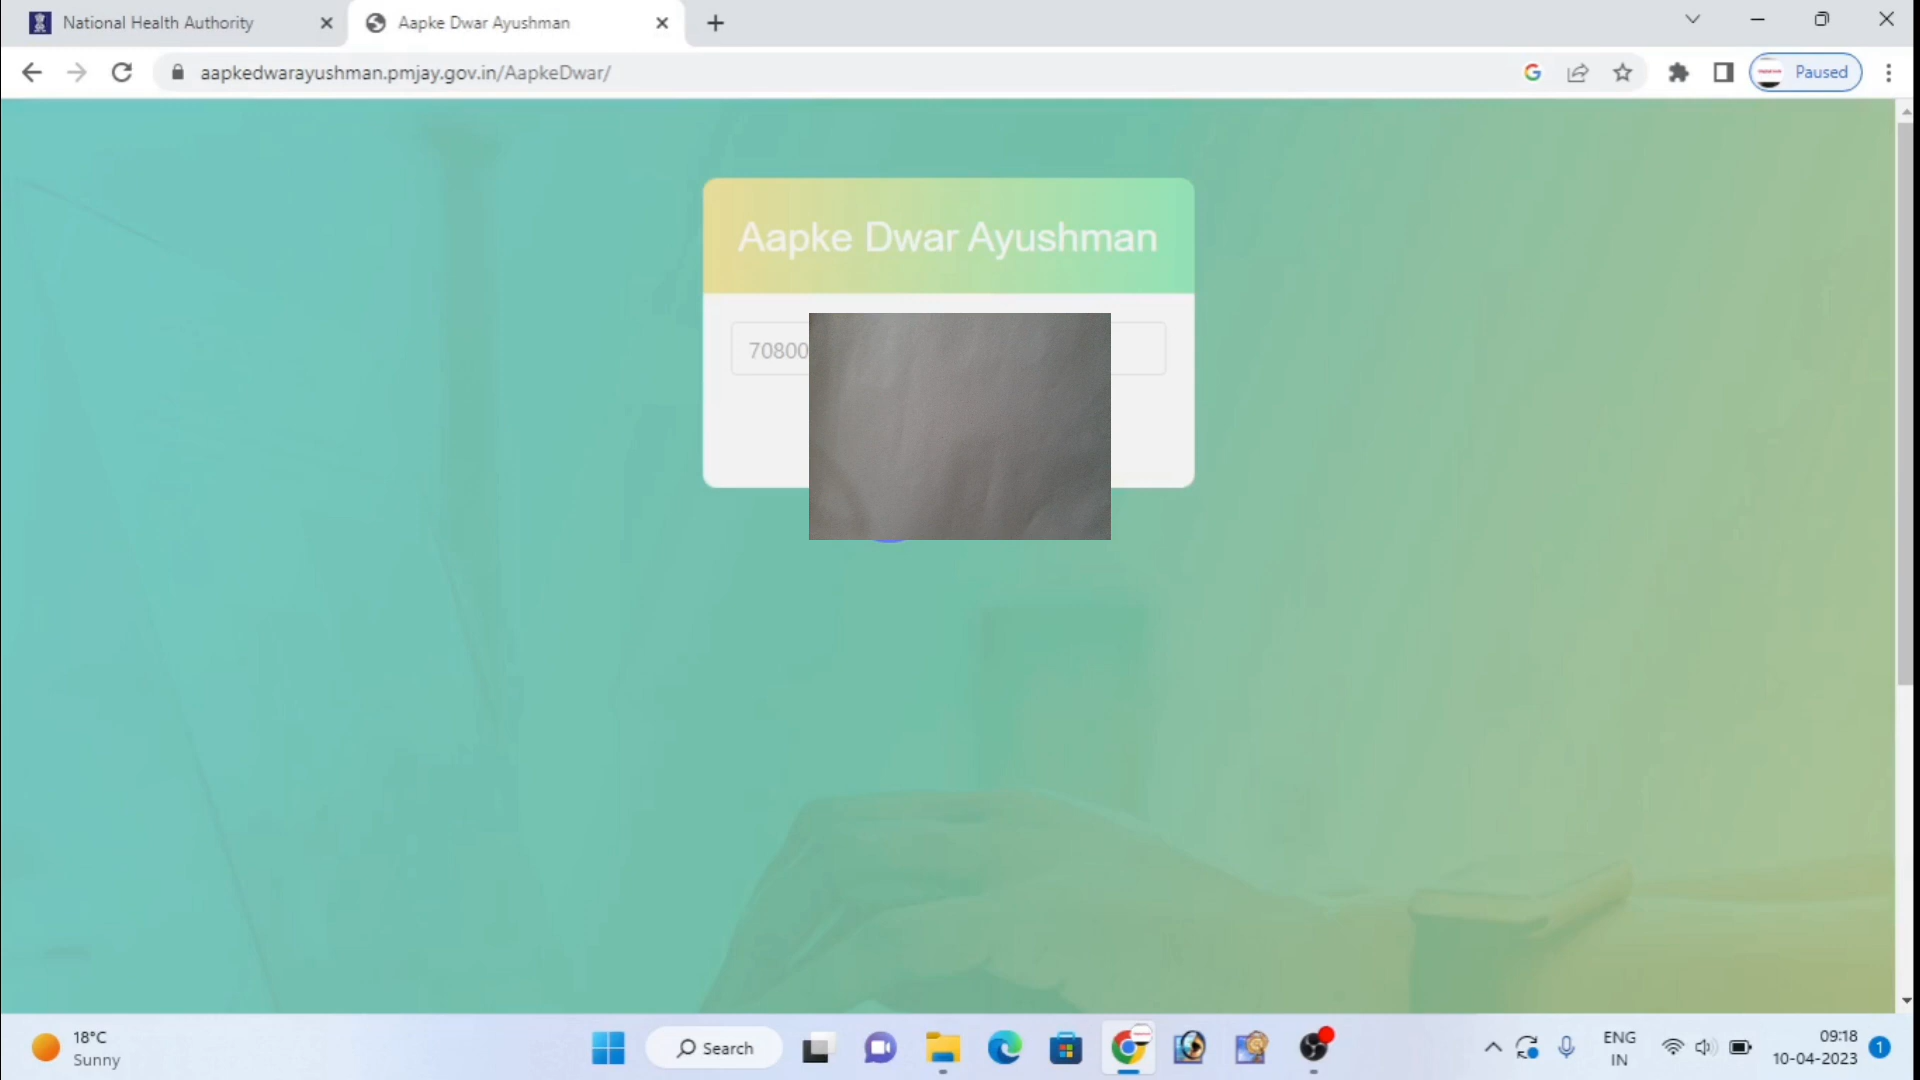 National Health Authority
Aapke Dwar Ayushman
aapkedwarayushman.pmjay.gov.in/AapkeDwar/
Paused
Aapke Dwar Ayushman
70800
18°C
Sunny
Search
ENG
IN
09:18
10-04-2023
1